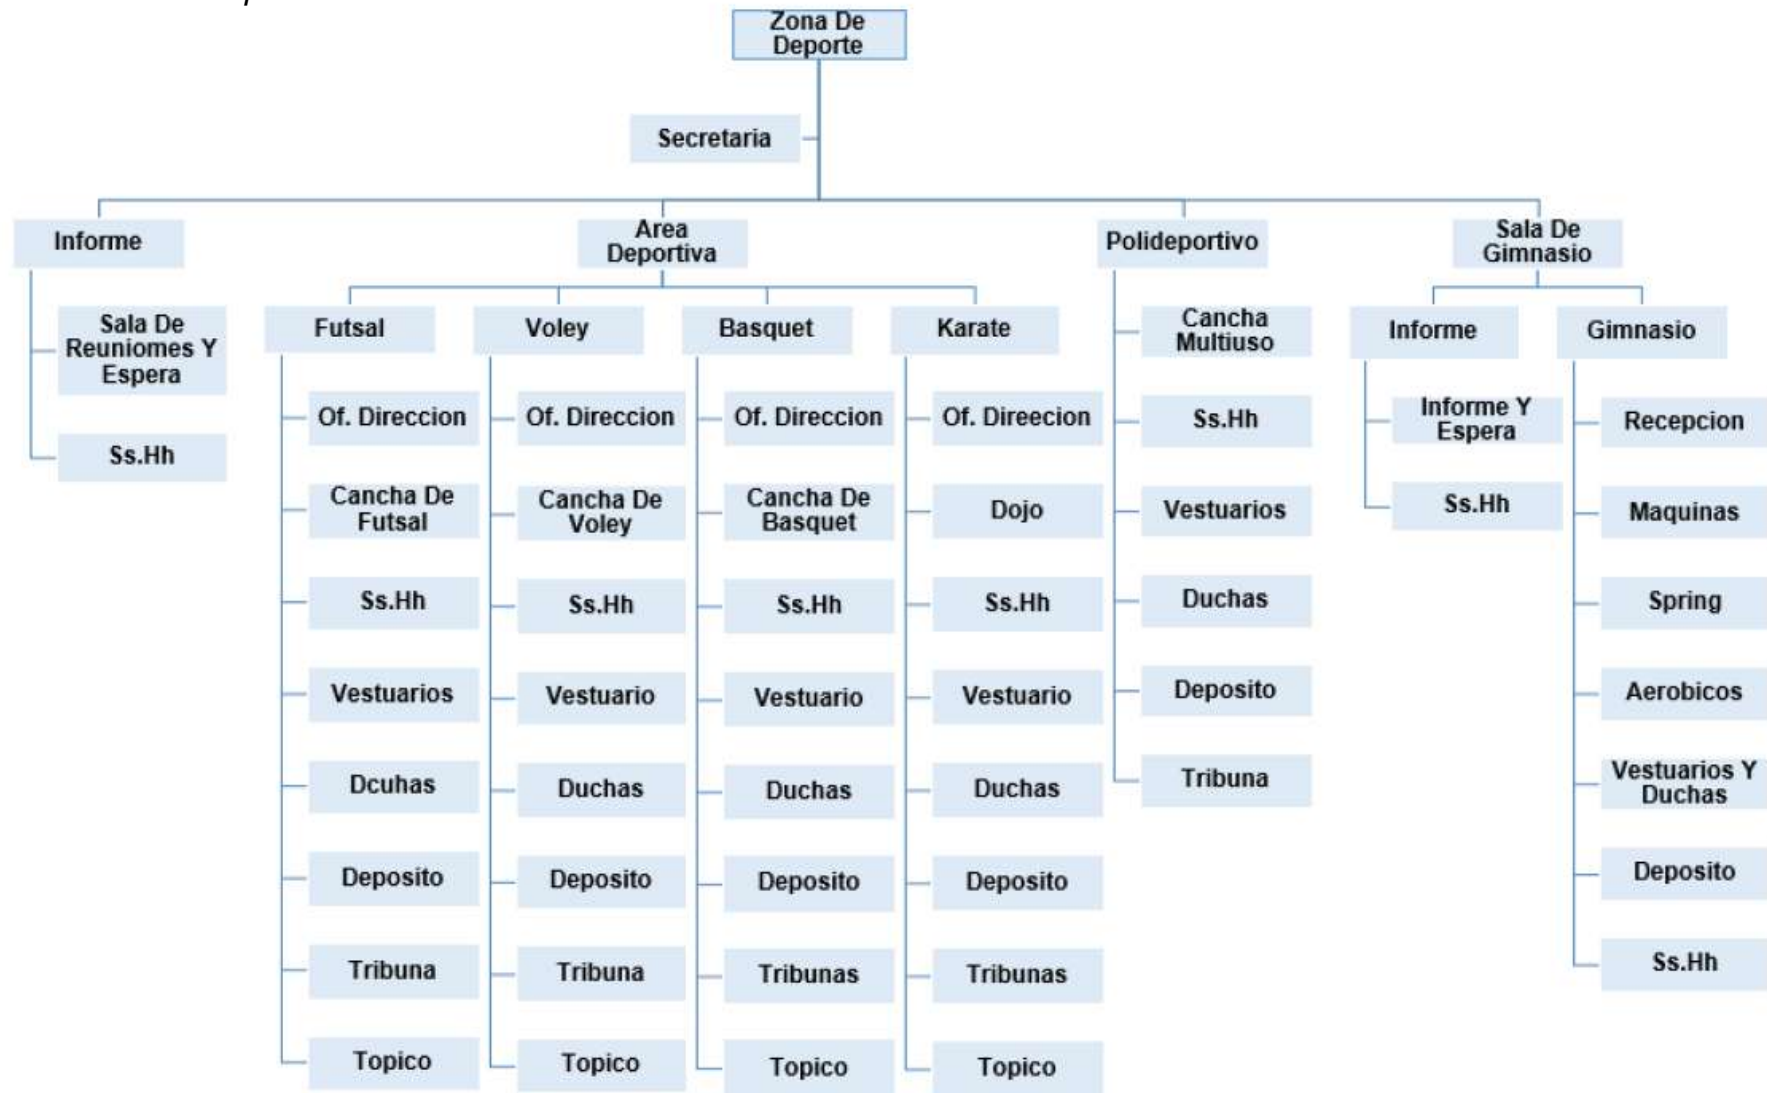 Zona De
Deporte
Secretaria
Informe
Area
Deportiva
Polideportivo
Sala De
Gimnasio
Sala De
Reuniomes Y
Espera
Ss.Hh
Futsal
Of. Direccion
Cancha De
Futsal
Ss.Hh
Vestuarios
Dcuhas
Deposito
Tribuna
Topico
Voley
Of. Direccion
Cancha De
Voley
Ss.Hh
Vestuario
Duchas
Deposito
Tribuna
Topico
Basquet
Of. Direccion
Cancha De
Basquet
Ss.Hh
Vestuario
Duchas
Deposito
Tribunas
Topico
Karate
Of. Direecion
Dojo
Ss.Hh
Vestuario
Duchas
Deposito
Tribunas
Topico
Cancha
Multiuso
Ss.Hh
Vestuarios
Duchas
Deposito
Tribuna
Informe
Informe Y
Espera
Ss.Hh
Gimnasio
Recepcion
Maquinas
Spring
Aerobicos
Vestuarios Y
Duchas
Deposito
Ss.Hh